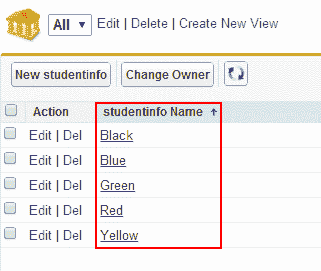 All Edit | Delete | Create New View
New studentinfo Change Owner
Action studentinfo Name ↑
Edit | Del Black
Edit | Del Blue
Edit | Del Green
Edit | Del Red
Edit | Del Yellow